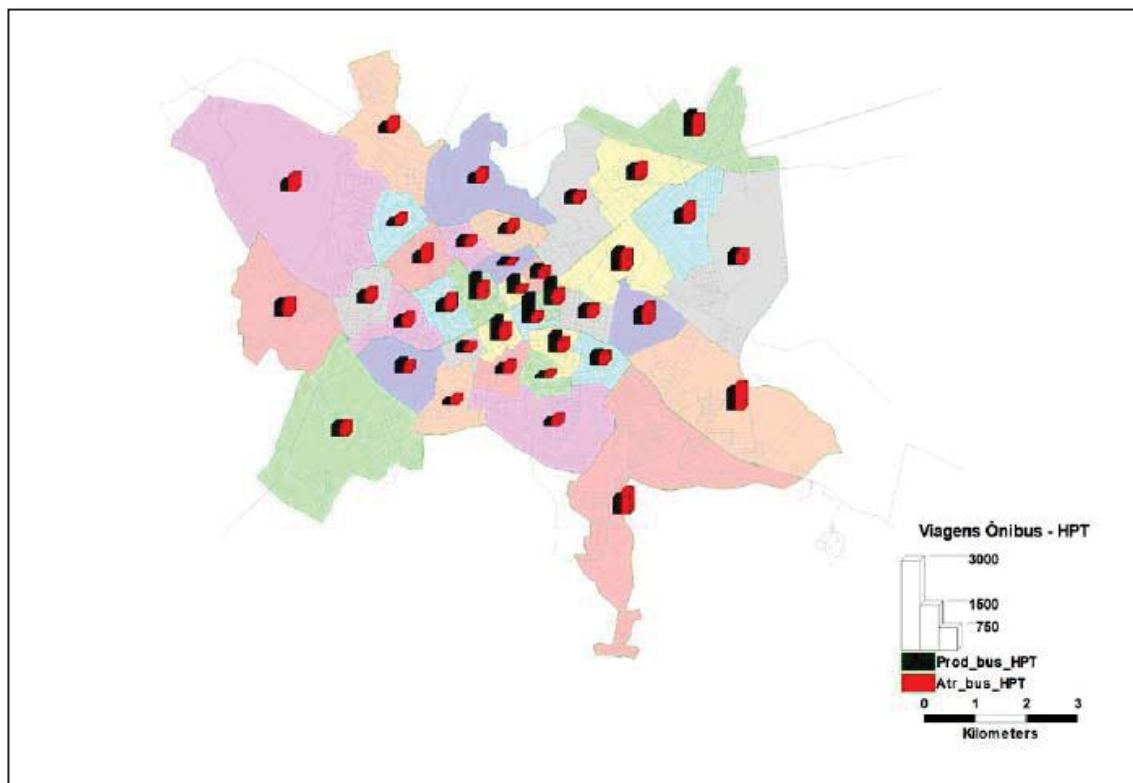 Viagens Ônibus - HPT
3000
1500
750
Prod_bus_HPT
Atr_bus_HPT
0 1 2 3
Kilometers